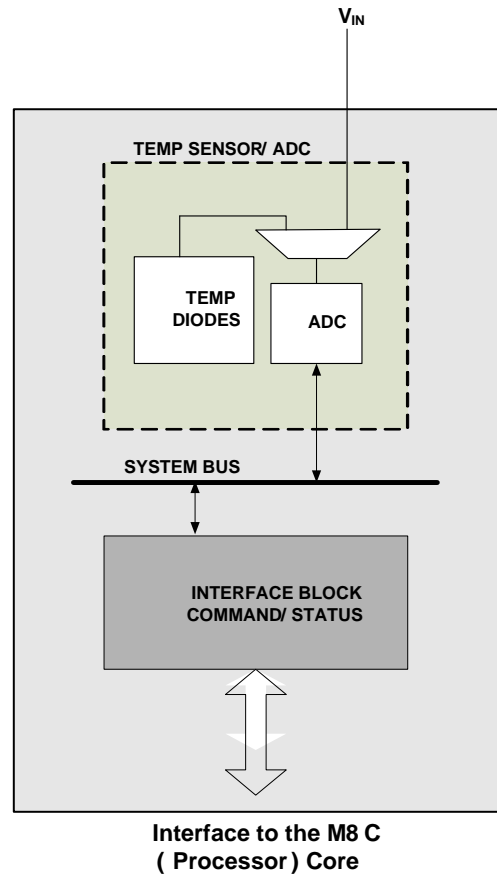 VIN
TEMP SENSOR/ ADC
TEMP
DIODES
ADC
SYSTEM BUS
INTERFACE BLOCK
COMMAND/ STATUS
Interface to the M8 C
( Processor ) Core